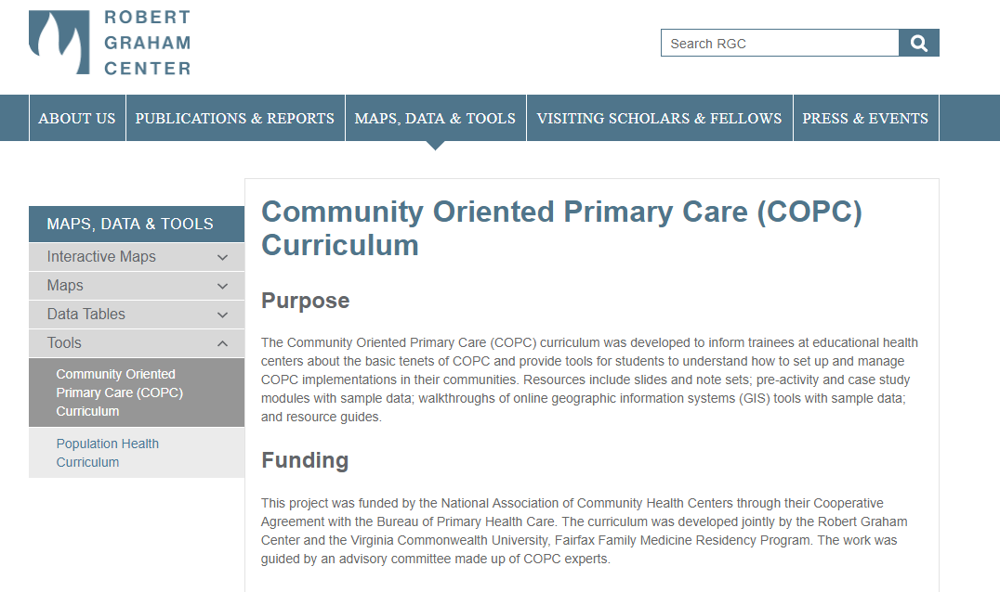 ROBERT
GRAHAM
CENTER
Search RGC
ABOUT US
PUBLICATIONS & REPORTS
MAPS, DATA & TOOLS
VISITING SCHOLARS & FELLOWS
PRESS & EVENTS
MAPS, DATA & TOOLS
Interactive Maps
Maps
Data Tables
Tools
Community Oriented
Primary Care (COPC)
Curriculum
Population Health
Curriculum
Community Oriented Primary Care (COPC)
Curriculum
Purpose
The Community Oriented Primary Care (COPC) curriculum was developed to inform trainees at educational health
centers about the basic tenets of COPC and provide tools for students to understand how to set up and manage
COPC implementations in their communities. Resources include slides and note sets; pre-activity and case study
modules with sample data; walkthroughs of online geographic information systems (GIS) tools with sample data;
and resource guides.
Funding
This project was funded by the National Association of Community Health Centers through their Cooperative
Agreement with the Bureau of Primary Health Care. The curriculum was developed jointly by the Robert Graham
Center and the Virginia Commonwealth University, Fairfax Family Medicine Residency Program. The work was
guided by an advisory committee made up of COPC experts.